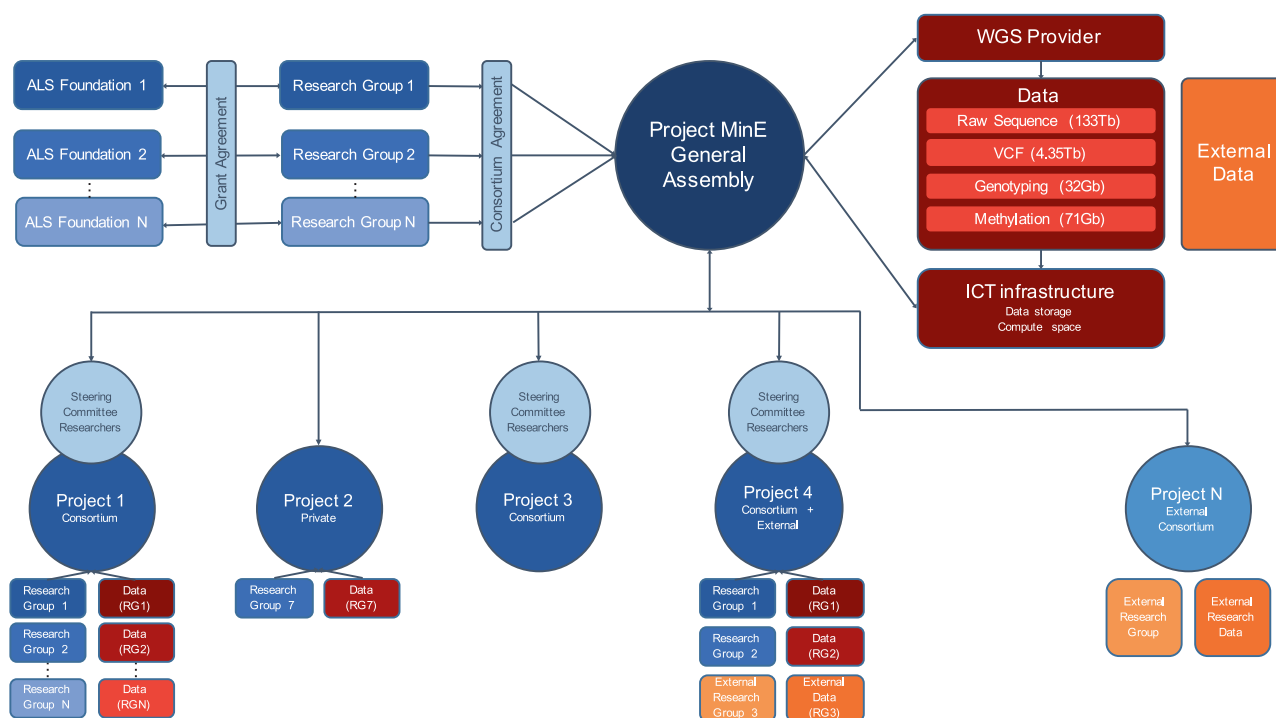 ALS Foundation 1
ALS Foundation 2
ALS Foundation N
Grant Agreement
Research Group 1
Research Group 2
Research Group N
Consortium Agreement
Project MinE
General
Assembly
WGS Provider
Data
Raw Sequence (133Tb)
VCF (4.35Tb)
Genotyping (32Gb)
Methylation (71Gb)
External
Data
ICT infrastructure
Data storage
Compute space
Steering
Committee
Researchers
Project 1
Consortium
Research
Group 1
Data
(RG1)
Research
Group 2
Data
(RG2)
Research
Group N
Data
(RGN)
Project 2
Private
Research
Group 7
Data
(RG7)
Steering
Committee
Researchers
Project 3
Consortium
Steering
Committee
Researchers
Project 4
Consortium +
External
Research
Group 1
Data
(RG1)
Research
Group 2
Data
(RG2)
External
Research
Group 3
External
Data
(RG3)
Project N
External
Consortium
External
Research
Group
External
Research
Data